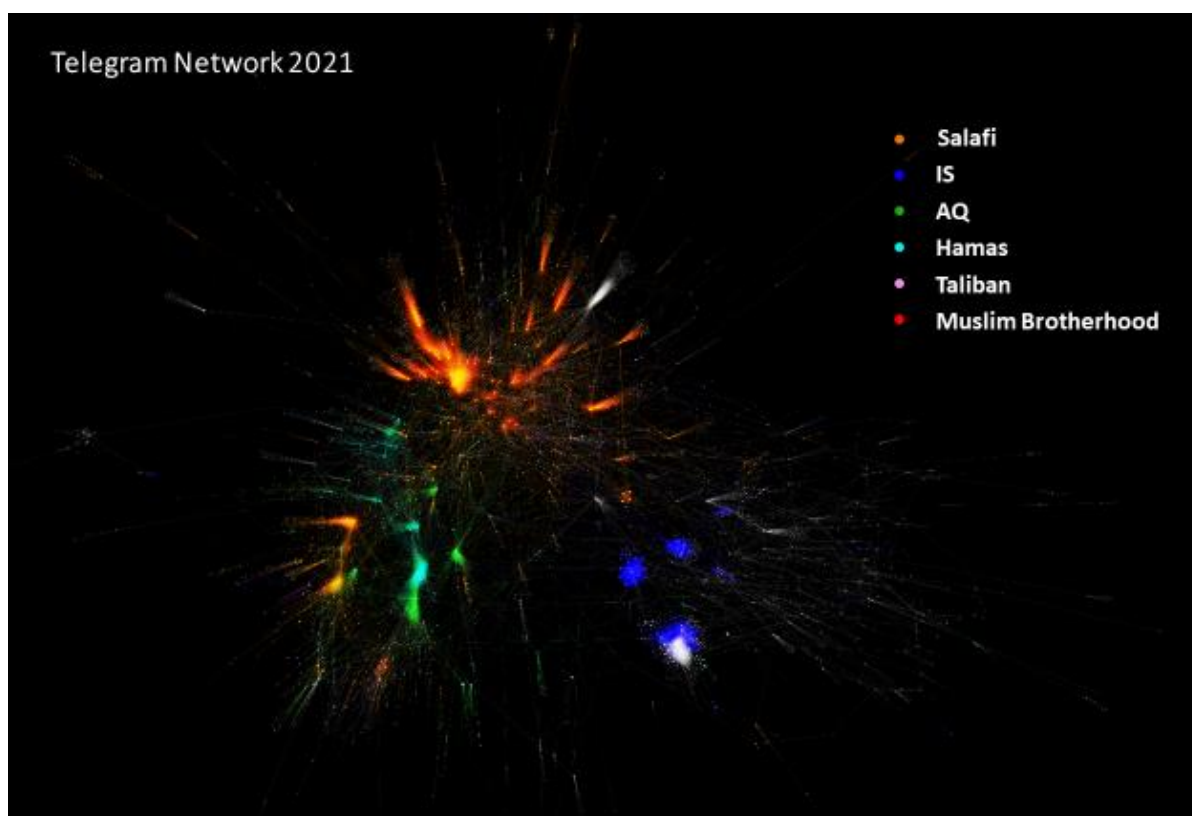 Telegram Network 2021
Salafi
IS
AQ
Hamas
Taliban
Muslim Brotherhood